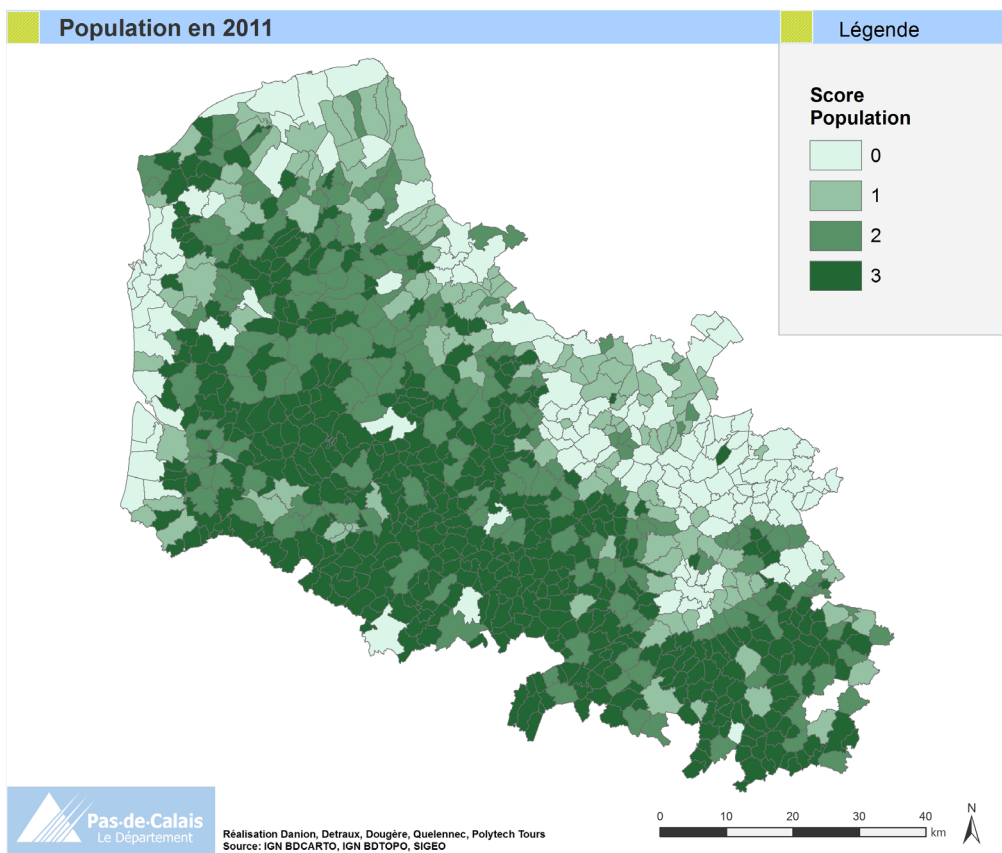 Population en 2011
Légende
Score
Population
0
1
2
3
Pas-de-Calais
Le Département
Réalisation Danion, Detraux, Dougère, Quelennec, Polytech Tours
Source: IGN BDCARTO, IGN BDTOPO, SIGEO
0 10 20 30 40
km
N